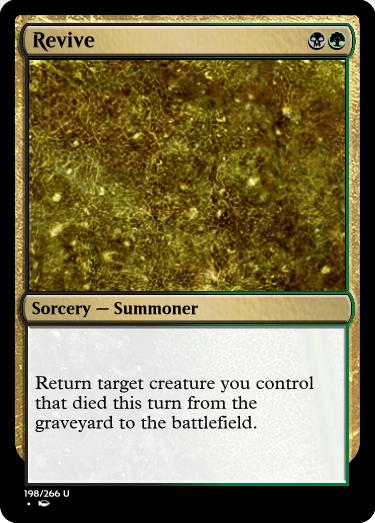 Revive
Sorcery — Summoner
Return target creature you control
that died this turn from the
graveyard to the battlefield.
198/266 U